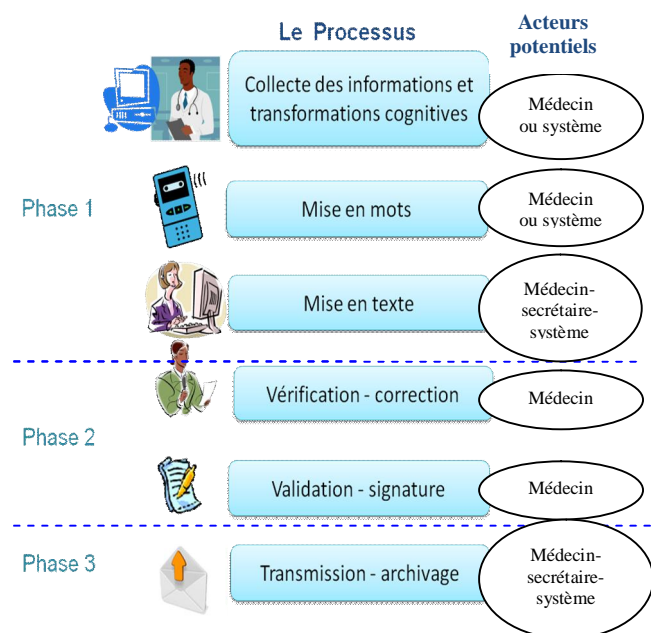 Le Processus
Acteurs
potentiels
Collecte des informations et
transformations cognitives
Médecin
ou système
Phase 1
Mise en mots
Médecin
ou système
Mise en texte
Médecin-
secrétaire-
système
Phase 2
Vérification - correction
Médecin
Validation - signature
Médecin
Phase 3
Transmission - archivage
Médecin-
secrétaire-
système